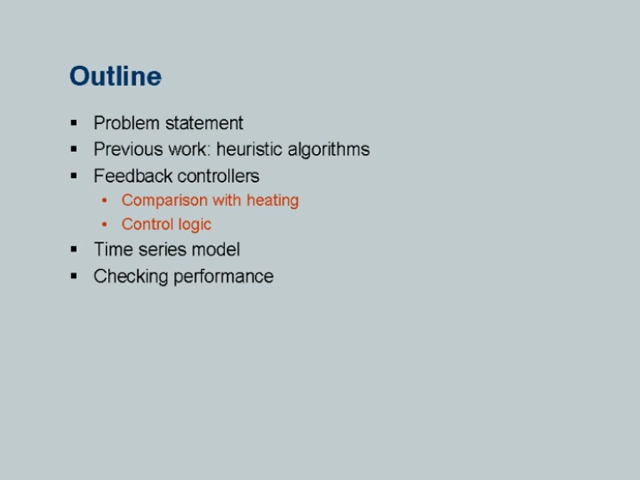 Outline
▪ Problem statement
▪ Previous work: heuristic algorithms
▪ Feedback controllers
• Comparison with heating
• Control logic
▪ Time series model
▪ Checking performance